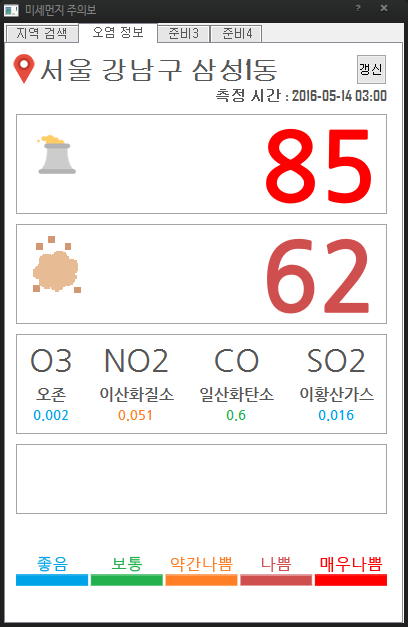 미세먼지 주의보
지역 검색 오염 정보 준비3 준비4
서울 강남구 삼성1동 갱신
측정 시간 : 2016-05-14 03:00
85
62
O3 NO2 CO SO2
오존 이산화질소 일산화탄소 이황산가스
0.002 0.051 0.6 0.016
좋음 보통 약간나쁨 나쁨 매우나쁨